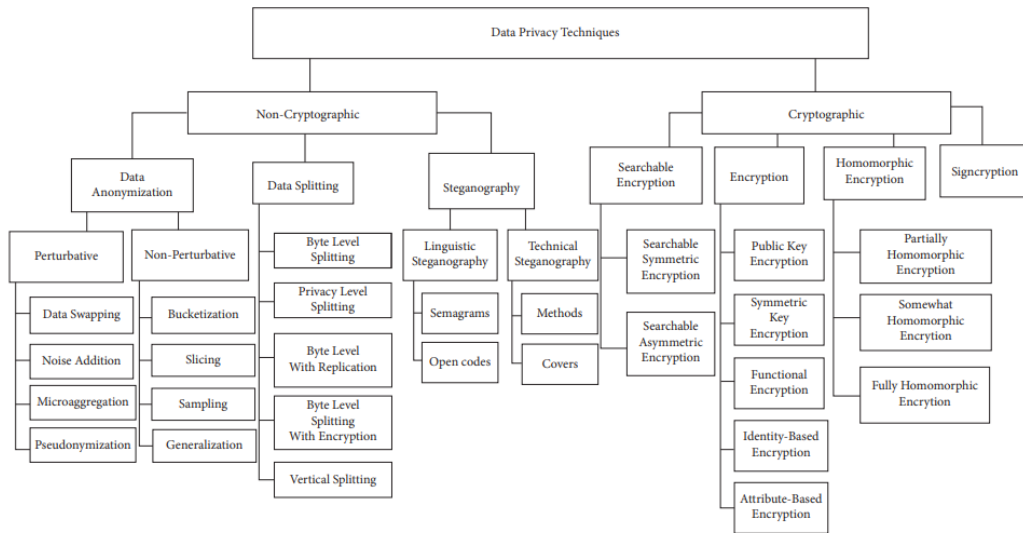 Data Privacy Techniques
Non-Cryptographic
Cryptographic
Data
Anonymization
Data Splitting
Steganography
Searchable
Encryption
Encryption
Homomorphic
Encryption
Signcryption
Perturbative
Non-Perturbative
Data Swapping
Noise Addition
Microaggregation
Pseudonymization
Bucketization
Slicing
Sampling
Generalization
Byte Level
Splitting
Privacy Level
Splitting
Byte Level
With Replication
Byte Level
Splitting
With Encryption
Vertical Splitting
Linguistic
Steganography
Semagrams
Open codes
Technical
Steganography
Methods
Covers
Searchable
Symmetric
Encryption
Searchable
Asymmetric
Encryption
Public Key
Encryption
Symmetric
Key
Encryption
Functional
Encryption
Identity-Based
Encryption
Attribute-Based
Encryption
Partially
Homomorphic
Encryption
Somewhat
Homomorphic
Encrytion
Fully Homomorphic
Encrytion